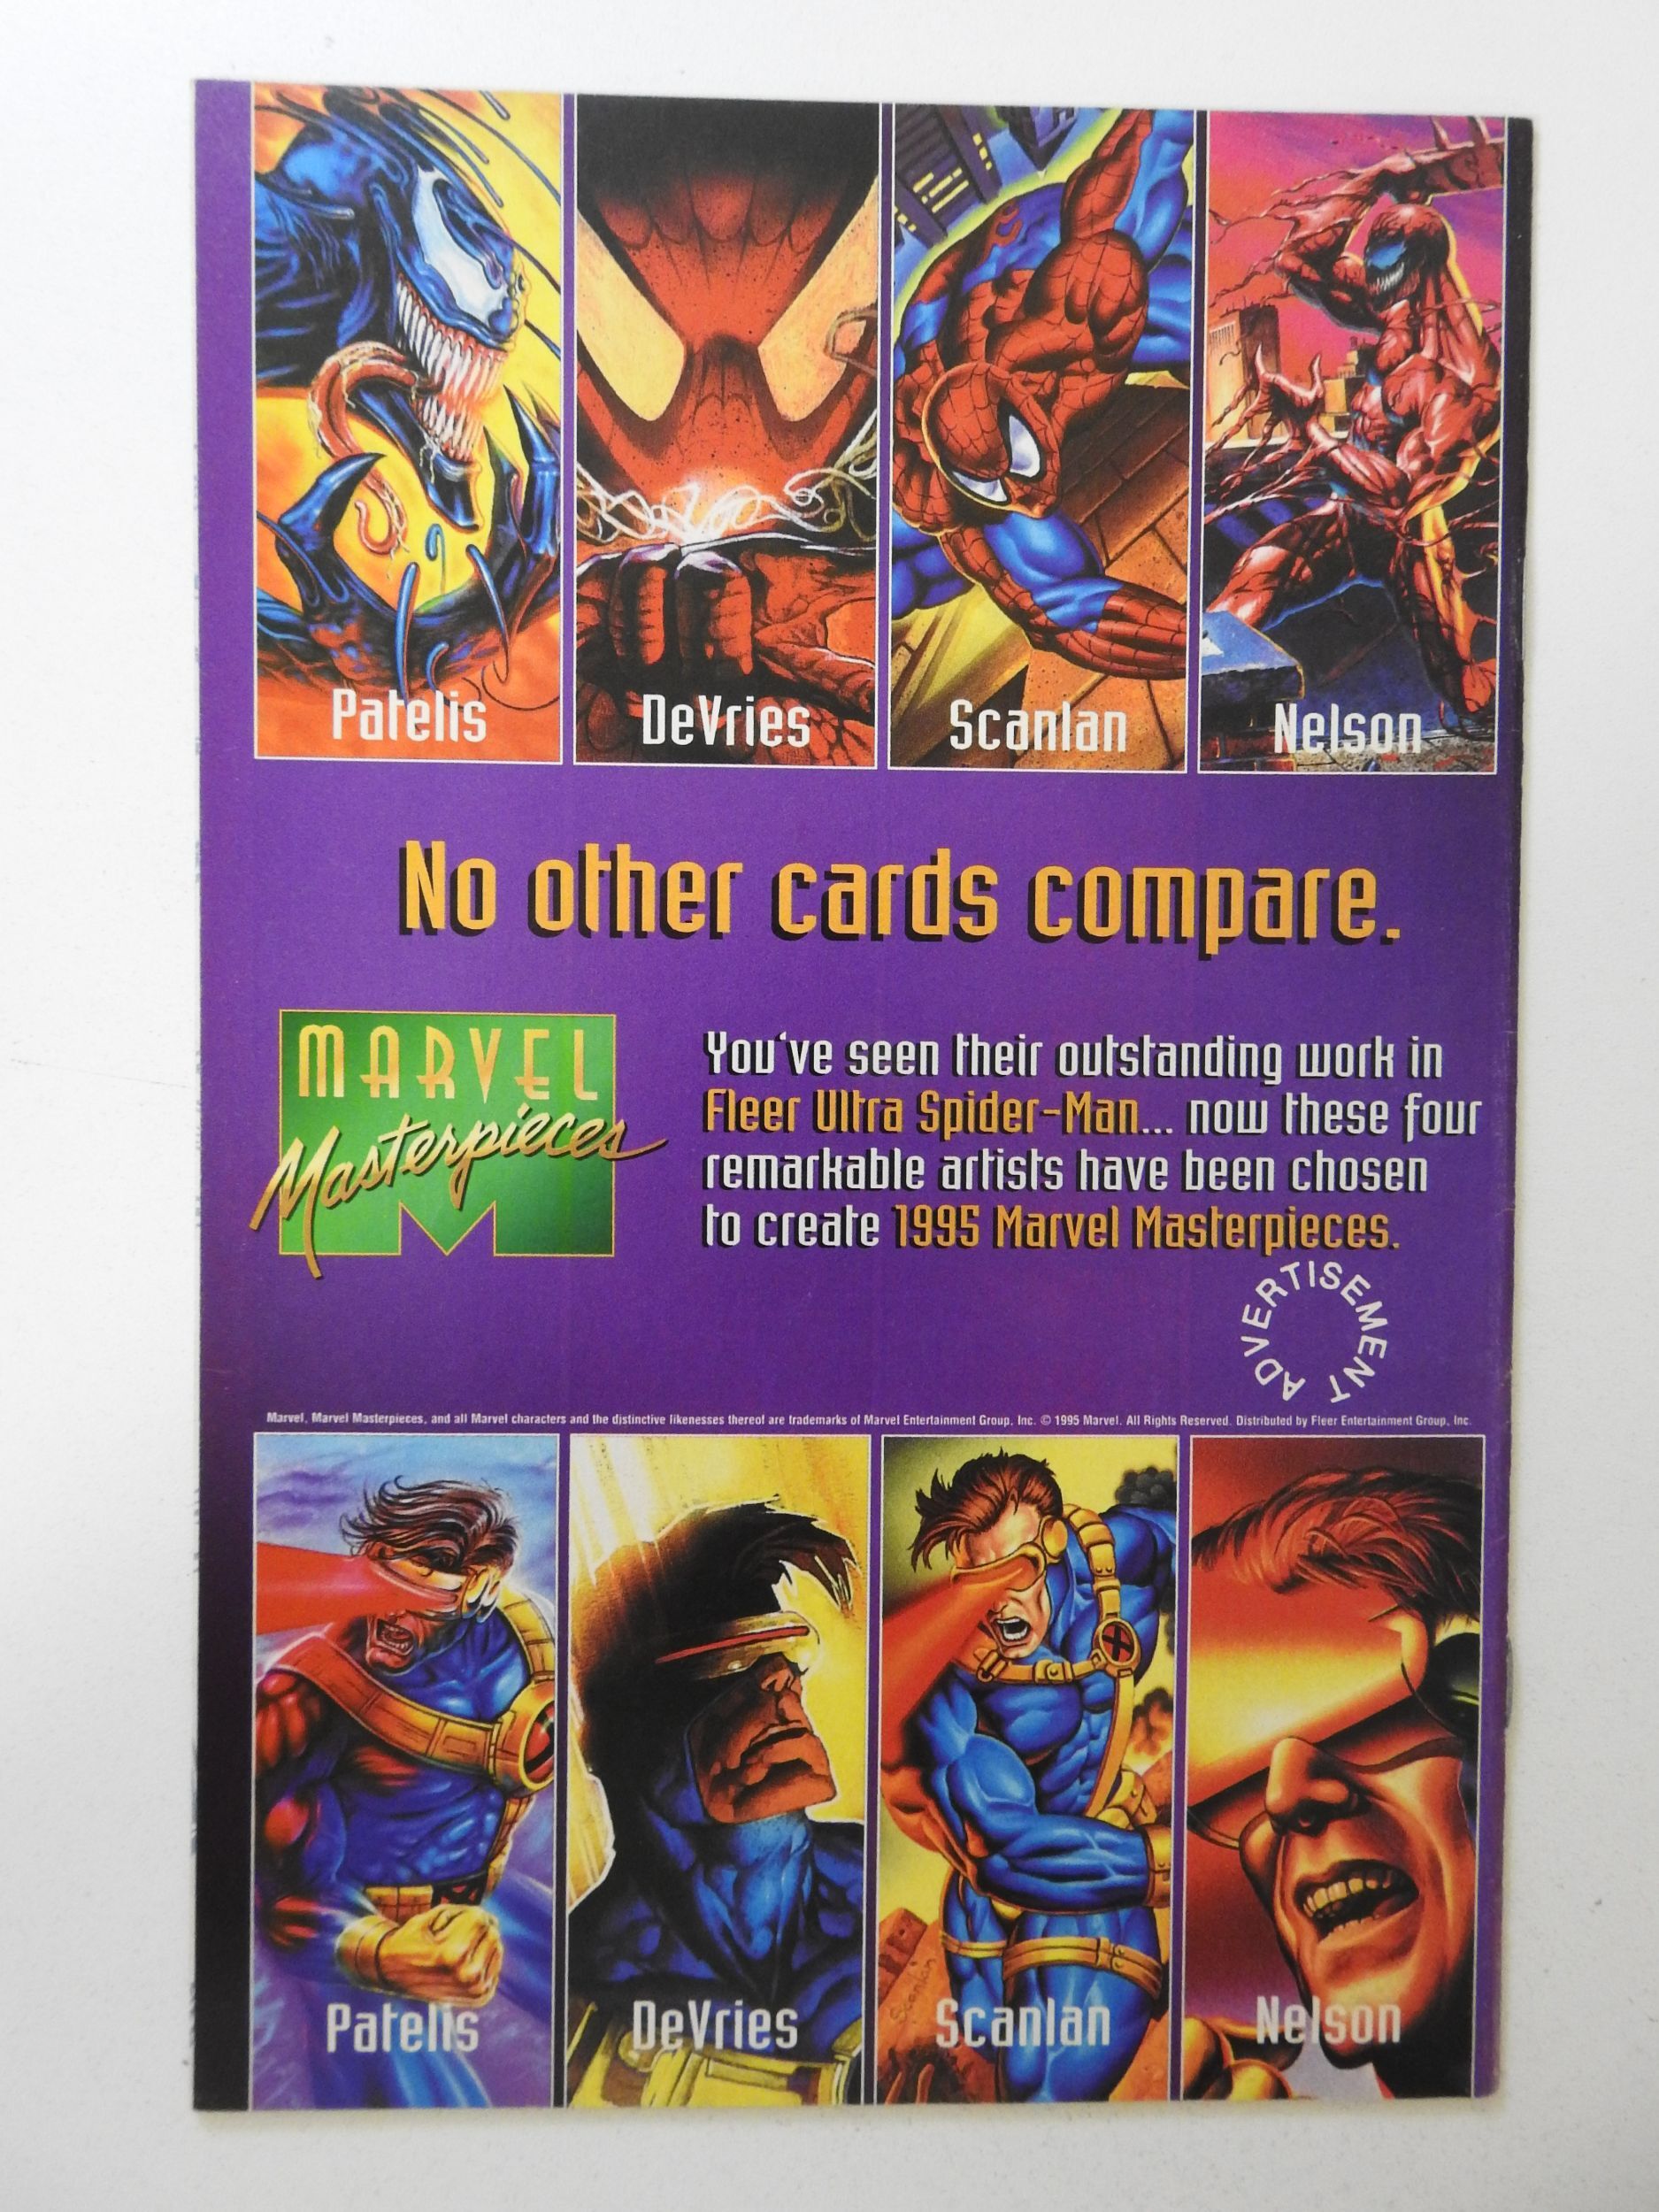 Patelis
DeVries
Scanlan
Nelson
No other cards compare.
MARVEL
Masterpieces
You've seen their outstanding work in
Fleer Ultra Spider-Man... now these four
remarkable artists have been chosen
to create 1995 Marvel Masterpieces.
ADVERTISEMENT
Marvel, Marvel Masterpieces, and all Marvel characters and the distinctive likenesses thereof are trademarks of Marvel Entertainment Group, Inc. © 1995 Marvel. All Rights Reserved. Distributed by Fleer Entertainment Group, Inc.
Scanlan
Patelis
DeVries
Scanlan
Nelson